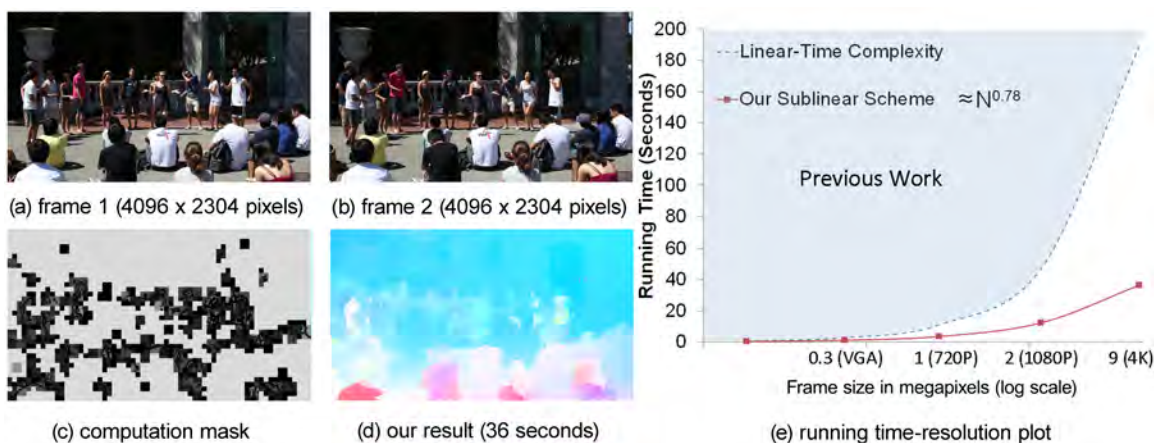 (a) frame 1 (4096 x 2304 pixels)
(b) frame 2 (4096 x 2304 pixels)
(c) computation mask
(d) our result (36 seconds)
200
180
160
140
120
100
80
60
40
20
0
Running Time (Seconds)
Linear-Time Complexity
Our Sublinear Scheme ≈N^0.78
Previous Work
0.3 (VGA) 1 (720P) 2 (1080P) 9 (4K)
Frame size in megapixels (log scale)
(e) running time-resolution plot